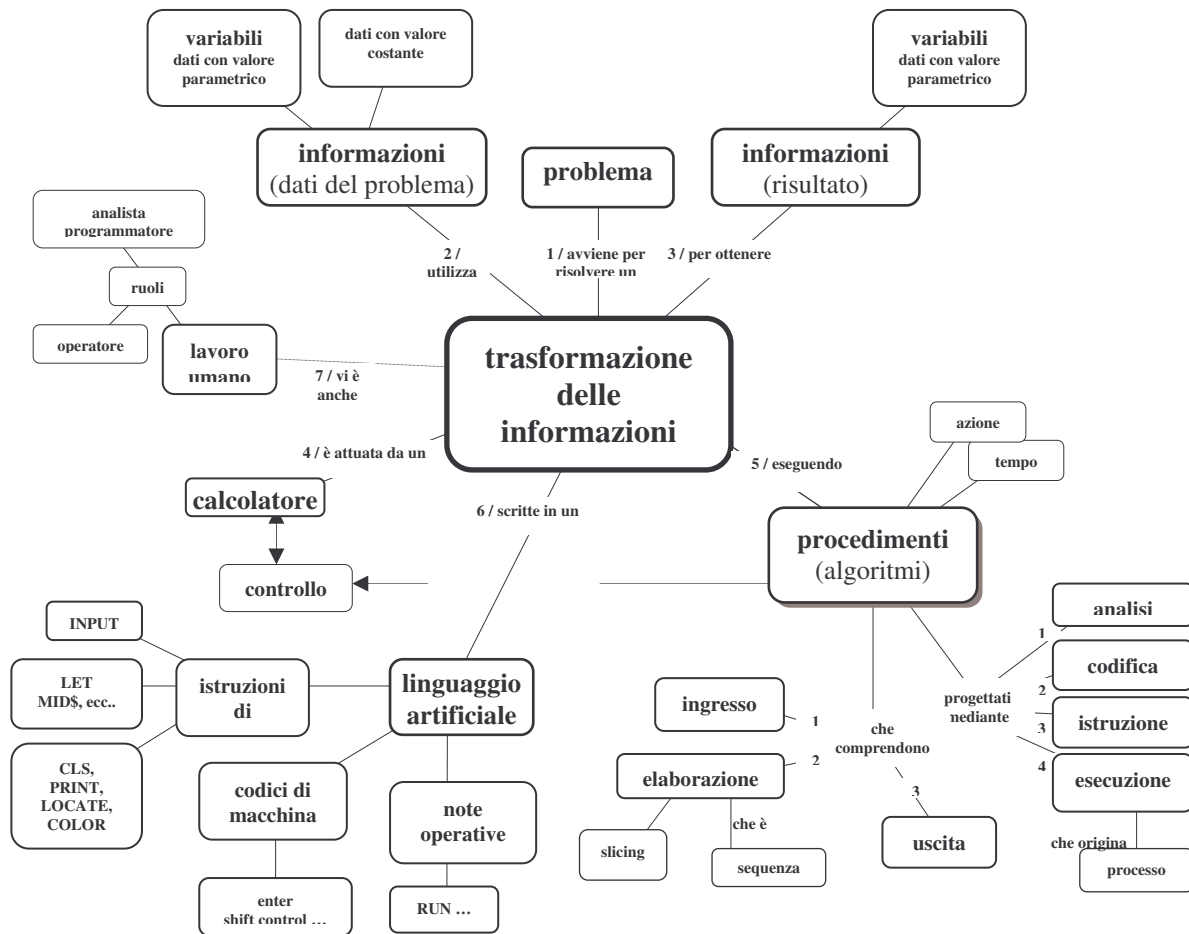 variabili
dati con valore
parametrico
dati con valore
costante
variabili
dati con valore
parametrico
informazioni
(dati del problema)
problema
informazioni
(risultato)
analista
programmatore
ruoli
operatore
lavoro
umano
2 /
utilizza
1 / avviene per
risolvere un
3 / per ottenere
trasformazione
delle
informazioni
7 / vi è
anche
4 / è attuata da un
calcolatore
controllo
6 / scritte in un
5 / eseguendo
azione
tempo
procedimenti
(algoritmi)
INPUT
LET
MID$, ecc..
CLS,
PRINT,
LOCATE,
COLOR
istruzioni
di
linguaggio
artificiale
codici di
macchina
enter
shift control ...
note
operative
RUN ...
ingresso
1
elaborazione
2
che
comprendono
3
uscita
slicing
che è
sequenza
progettati
nediante
1
analisi
2
codifica
3
istruzione
4
esecuzione
che origina
processo